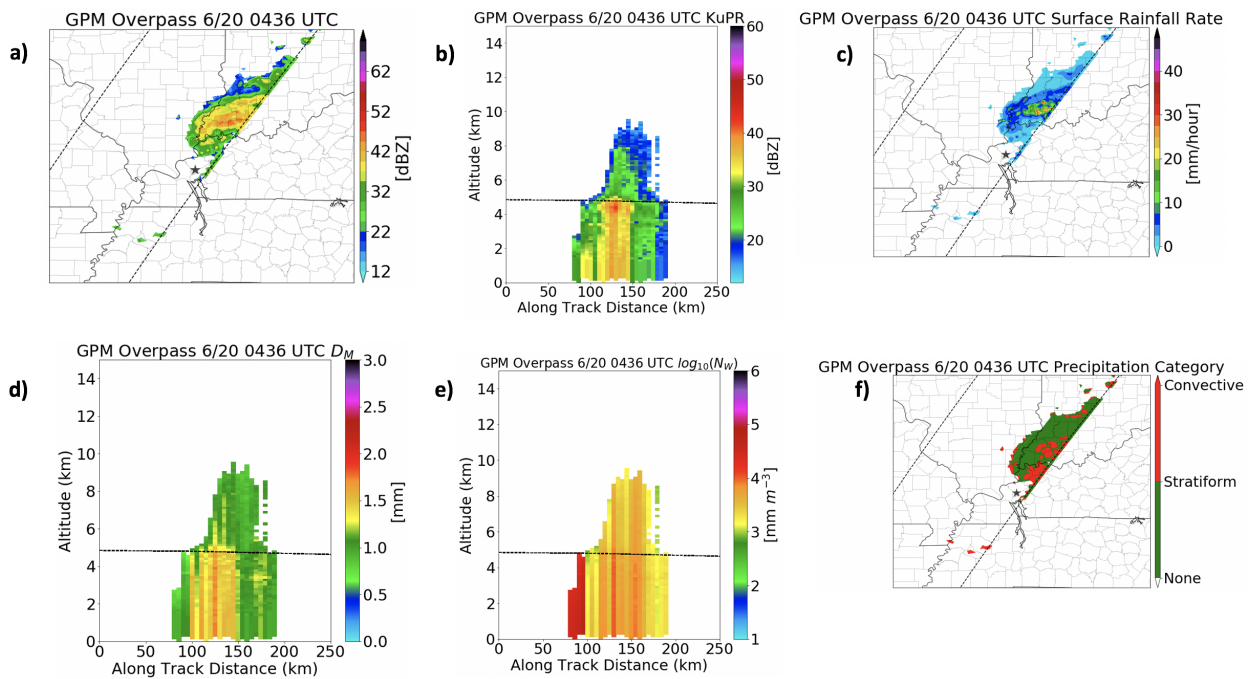 GPM Overpass 6/20 0436 UTC
a)
62
52
42
32
22
12
[dBZ]
GPM Overpass 6/20 0436 UTC KuPR
b)
14
12
10
8
6
4
2
0
Altitude (km)
0 50 100 150 200 250
Along Track Distance (km)
60
50
40
30
20
[dBZ]
GPM Overpass 6/20 0436 UTC Surface Rainfall Rate
c)
40
30
20
10
0
[mm/hour]
GPM Overpass 6/20 0436 UTC D_M
d)
14
12
10
8
6
4
2
0
Altitude (km)
0 50 100 150 200 250
Along Track Distance (km)
3.0
2.5
2.0
1.5
1.0
0.5
0.0
[mm]
GPM Overpass 6/20 0436 UTC log10(Nw)
e)
14
12
10
8
6
4
2
0
Altitude (km)
0 50 100 150 200 250
Along Track Distance (km)
6
5
4
3
2
1
[mm m⁻³]
GPM Overpass 6/20 0436 UTC Precipitation Category
f)
Convective
Stratiform
None